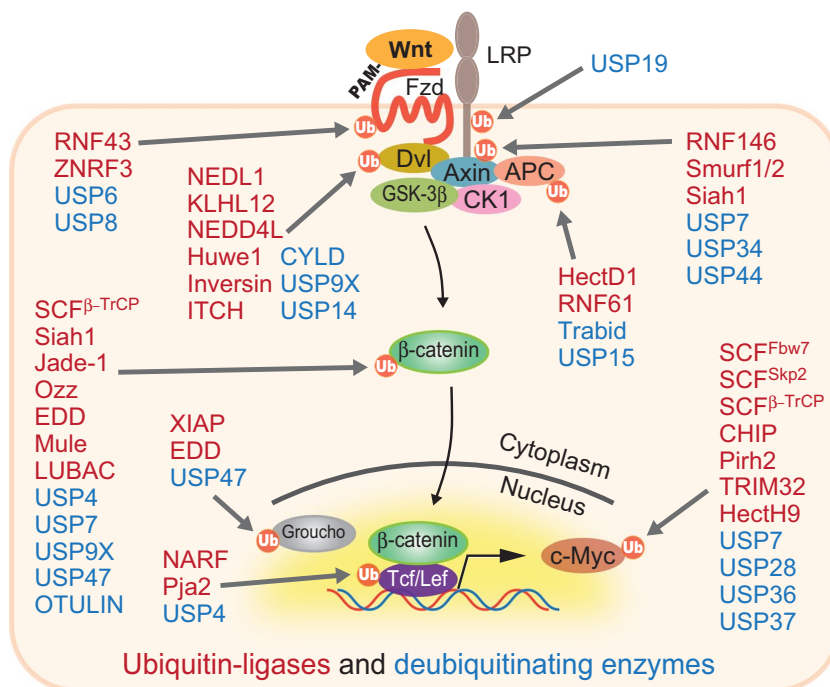 Wnt
PAM-
Fzd
LRP
USP19
Ub
Ub
Ub
Ub
Ub
Dvl
Axin
APC
GSK-3β
CK1
RNF43
ZNRF3
USP6
USP8
NEDL1
KLHL12
NEDD4L
Huwe1
Inversin
ITCH
CYLD
USP9X
USP14
RNF146
Smurf1/2
Siah1
USP7
USP34
USP44
HectD1
RNF61
Trabid
USP15
SCFβ-TrCP
Siah1
Jade-1
Ozz
EDD
Mule
LUBAC
USP4
USP7
USP9X
USP47
OTULIN
β-catenin
Ub
XIAP
EDD
USP47
Cytoplasm
Nucleus
Ub
Groucho
NARF
Pja2
USP4
β-catenin
Ub
Tcf/Lef
c-Myc
Ub
SCFFbw7
SCFSkp2
SCFβ-TrCP
CHIP
Pirh2
TRIM32
HectH9
USP7
USP28
USP36
USP37
Ubiquitin-ligases and deubiquitinating enzymes